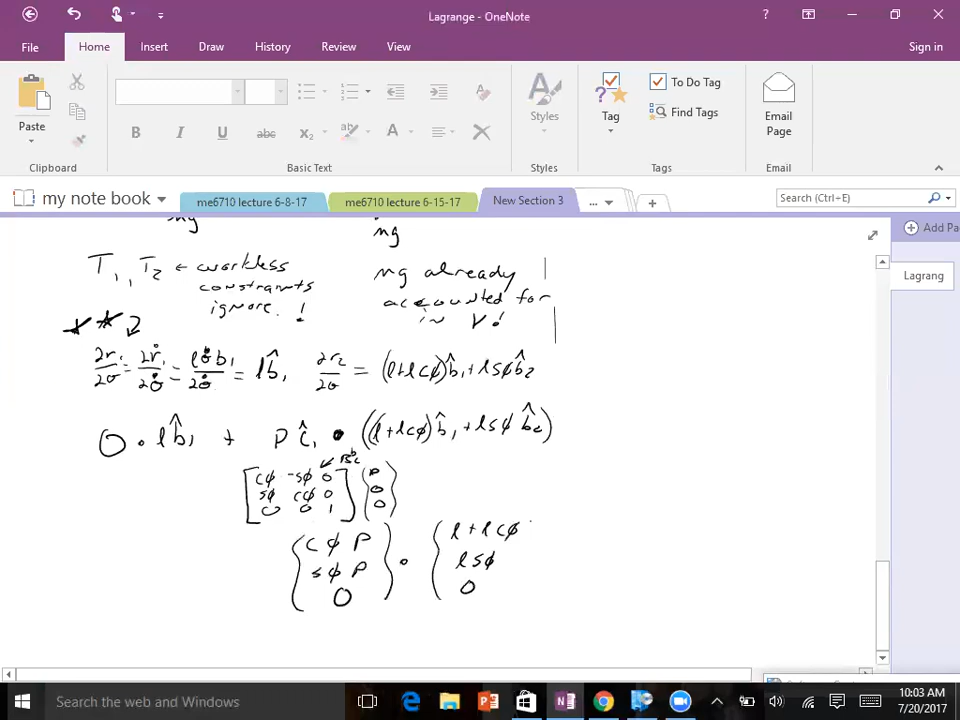 Lagrange - OneNote
?
File
Home
Insert
Draw
History
Review
View
Sign in
Paste
B I U abc x₂ A
Styles
Tag
To Do Tag
Find Tags
Email Page
Clipboard
Basic Text
Styles
Tags
Email
my note book
me6710 lecture 6-8-17
me6710 lecture 6-15-17
New Section 3
...
Search (Ctrl+E)
Add Pa
Lagrang
mg
T₁, T₂ ← workless
constraints
ignore. !
mg already
accounted for
in V!
∂r₁/∂θ = ∂ṙ₁/∂θ̇ = lθ̇b₁/∂θ̇ = lb̂₁
∂r₂/∂θ = (l+lcφ)b̂₁+lsφb̂₂
0 · lb̂₁ + Pĉ₁ · ((l+lcφ)b̂₁+lsφb̂₂)
[cφ -sφ 0
sφ cφ 0
0 0 1]
{P
0
0}
{cφP
sφP
0}
·
{l+lcφ
lsφ
0
Search the web and Windows
10:03 AM
7/20/2017